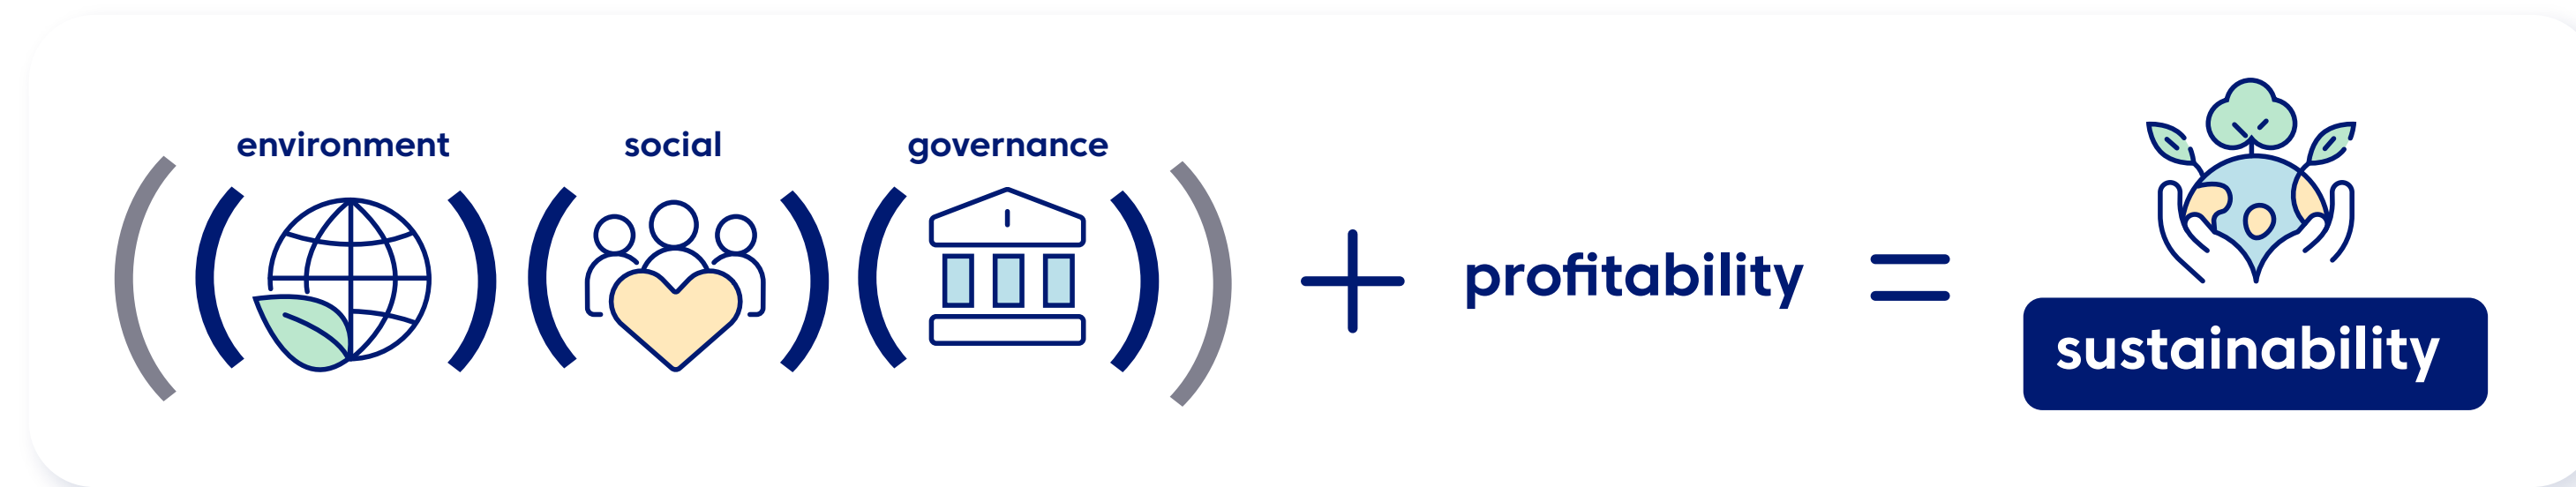 environment social governance
profitability
sustainability